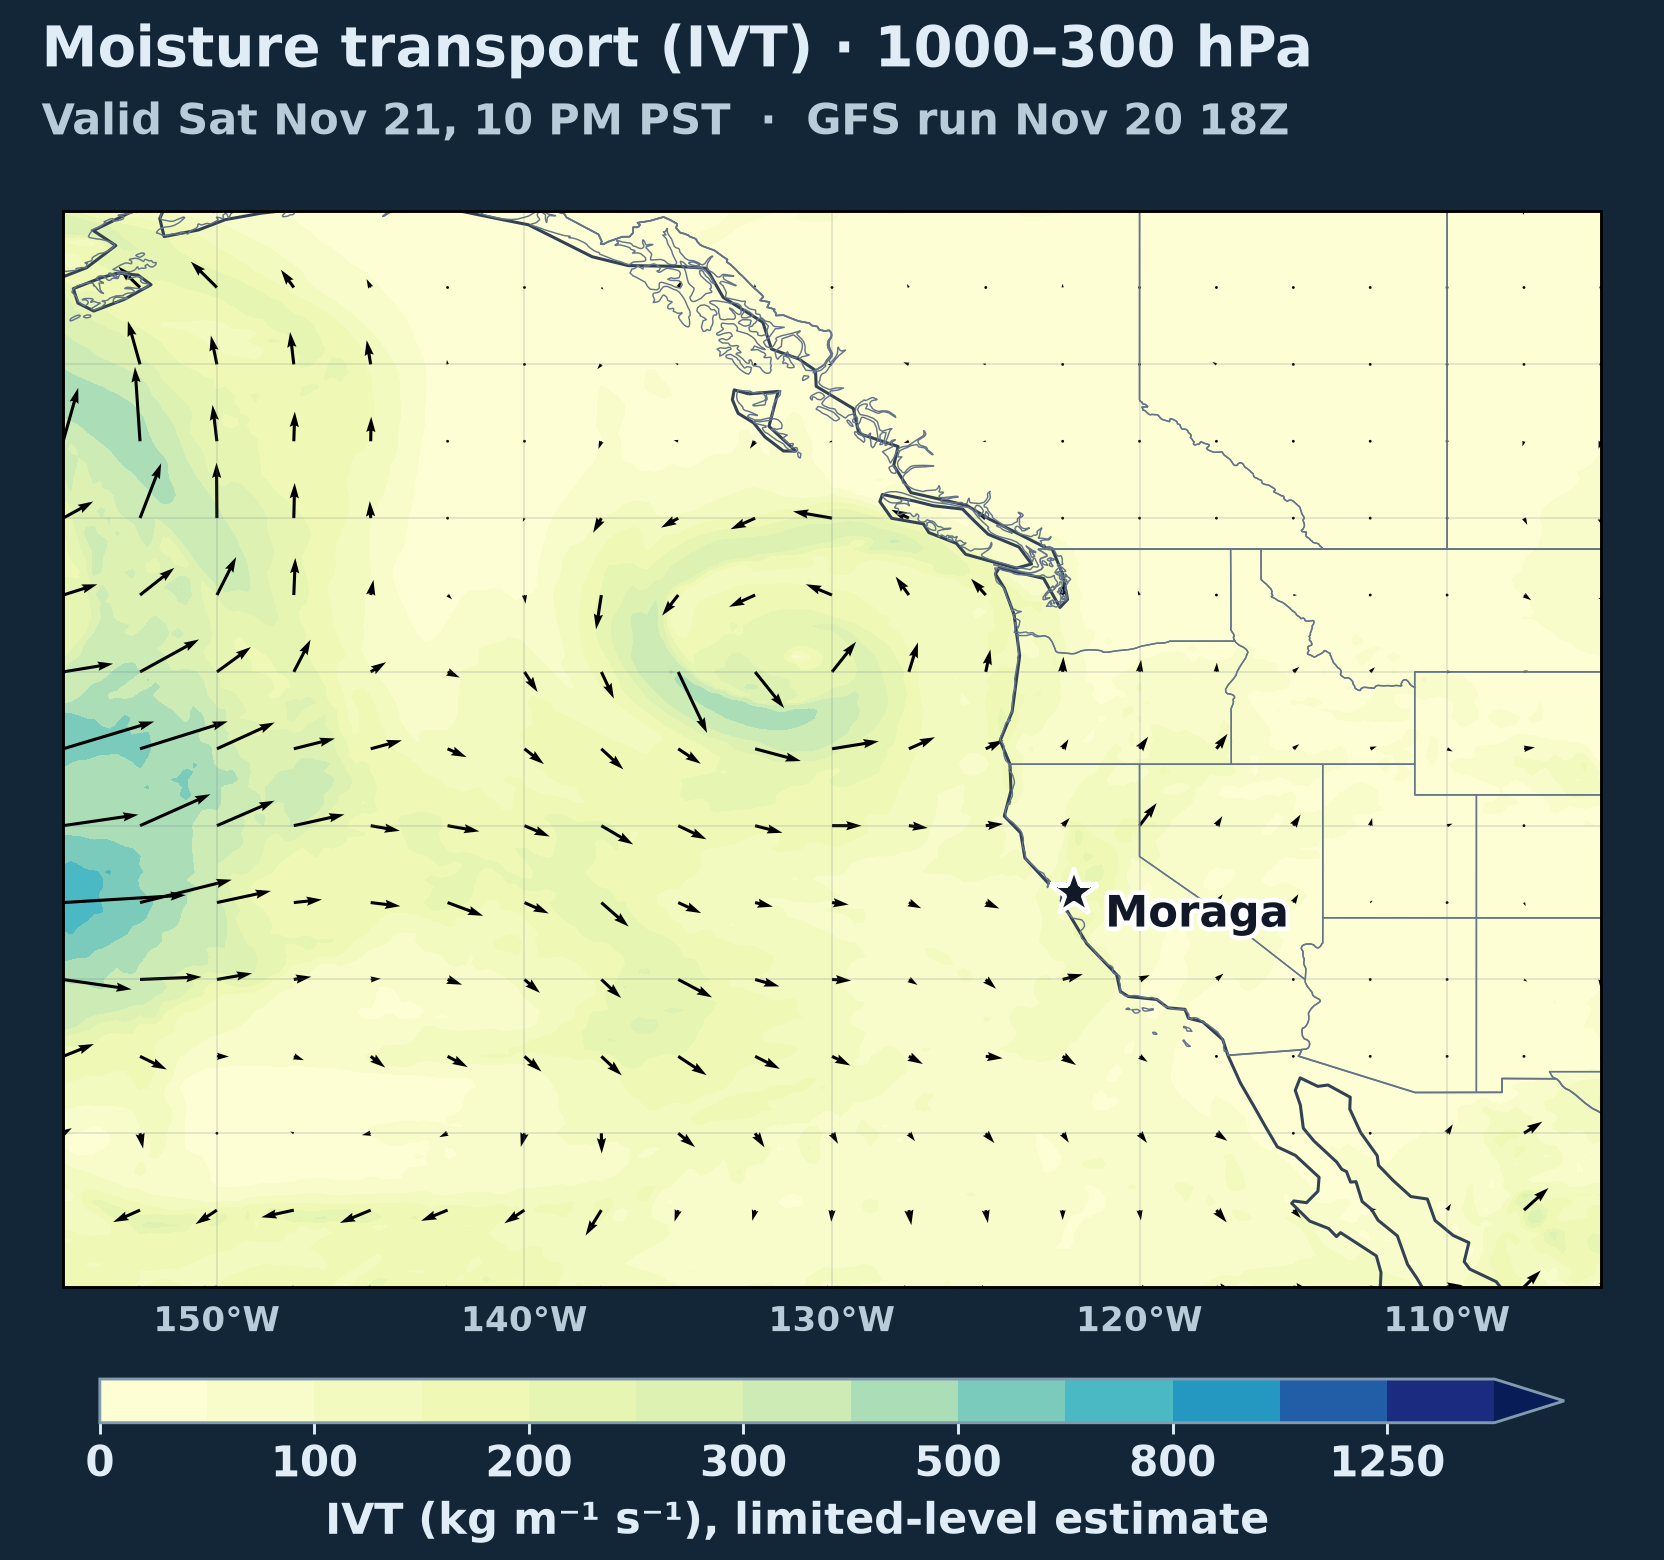 Moisture transport (IVT) · 1000–300 hPa
Valid Sat Nov 21, 10 PM PST · GFS run Nov 20 18Z
Moraga
150°W 140°W 130°W 120°W 110°W
0 100 200 300 500 800 1250
IVT (kg m⁻¹ s⁻¹), limited-level estimate